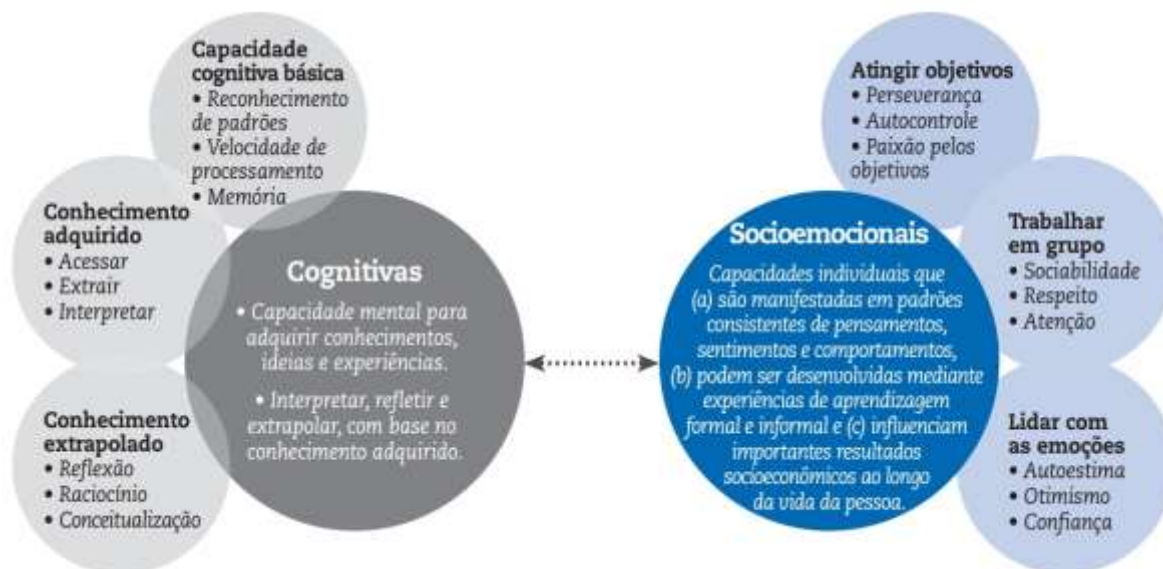 Capacidade
cognitiva básica
• Reconhecimento
de padrões
• Velocidade de
processamento
• Memória
Conhecimento
adquirido
• Acessar
• Extrair
• Interpretar
Conhecimento
extrapolado
• Reflexão
• Raciocínio
• Conceitualização
Cognitivas
• Capacidade mental para
adquirir conhecimentos,
ideias e experiências.
• Interpretar, refletir e
extrapolar, com base no
conhecimento adquirido.
Socioemocionais
Capacidades individuais que
(a) são manifestadas em padrões
consistentes de pensamentos,
sentimentos e comportamentos,
(b) podem ser desenvolvidas mediante
experiências de aprendizagem
formal e informal e (c) influenciam
importantes resultados
socioeconômicos ao longo
da vida da pessoa.
Atingir objetivos
• Perseverança
• Autocontrole
• Paixão pelos
objetivos
Trabalhar
em grupo
• Sociabilidade
• Respeito
• Atenção
Lidar com
as emoções
• Autoestima
• Otimismo
• Confiança